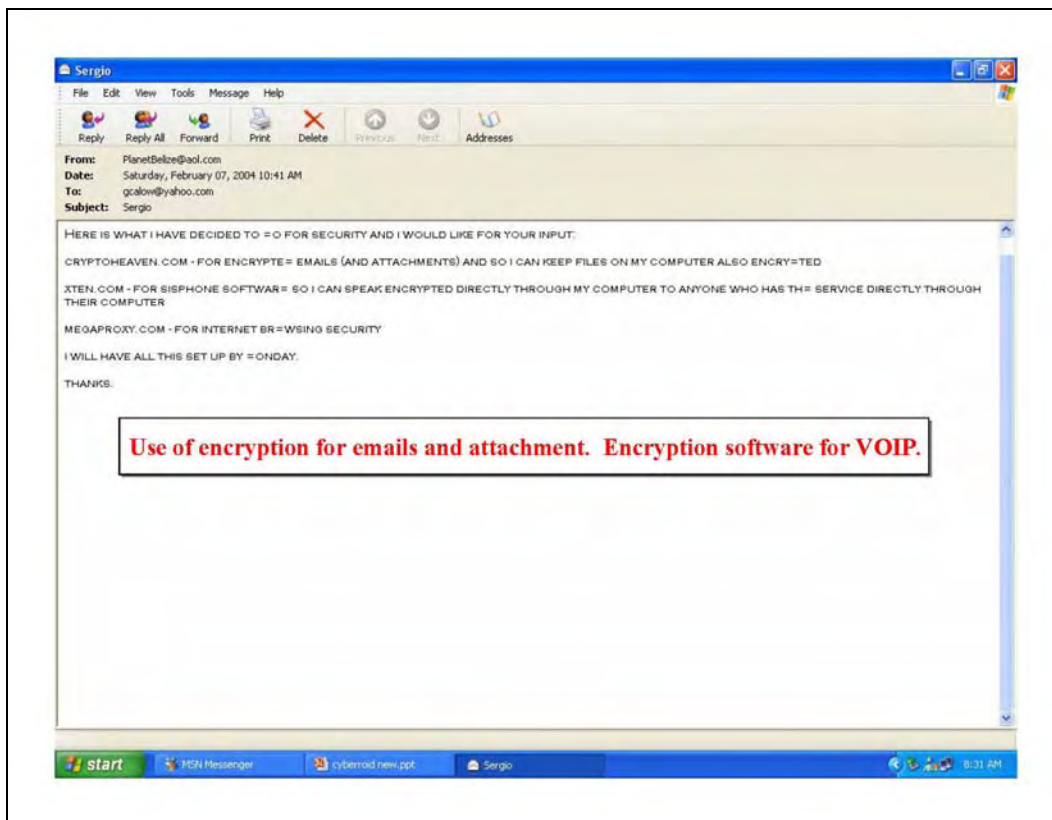 Sergio
File Edit View Tools Message Help
Reply Reply All Forward Print Delete Previous Next Addresses
From: PlanetBelize@aol.com
Date: Saturday, February 07, 2004 10:41 AM
To: gcalow@yahoo.com
Subject: Sergio
HERE IS WHAT I HAVE DECIDED TO =O FOR SECURITY AND I WOULD LIKE FOR YOUR INPUT:
CRYPTOHEAVEN.COM - FOR ENCRYPTE= EMAILS (AND ATTACHMENTS) AND SO I CAN KEEP FILES ON MY COMPUTER ALSO ENCRY=TED
XTEN.COM - FOR SISPHONE SOFTWAR= SO I CAN SPEAK ENCRYPTED DIRECTLY THROUGH MY COMPUTER TO ANYONE WHO HAS TH= SERVICE DIRECTLY THROUGH
THEIR COMPUTER
MEGAPROXY.COM - FOR INTERNET BR=WSING SECURITY
I WILL HAVE ALL THIS SET UP BY =ONDAY.
THANKS.
Use of encryption for emails and attachment. Encryption software for VOIP.
start MSN Messenger cyberroid new.ppt Sergio 8:31 AM